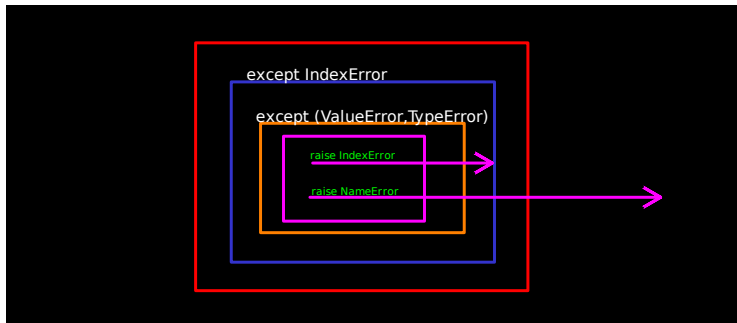 except IndexError
except (ValueError,TypeError)
raise IndexError
raise NameError